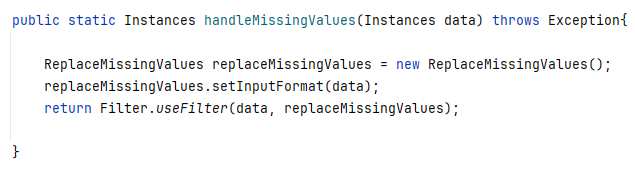 public static Instances handleMissingValues(Instances data) throws Exception{
ReplaceMissingValues replaceMissingValues = new ReplaceMissingValues();
replaceMissingValues.setInputFormat(data);
return Filter.useFilter(data, replaceMissingValues);
}